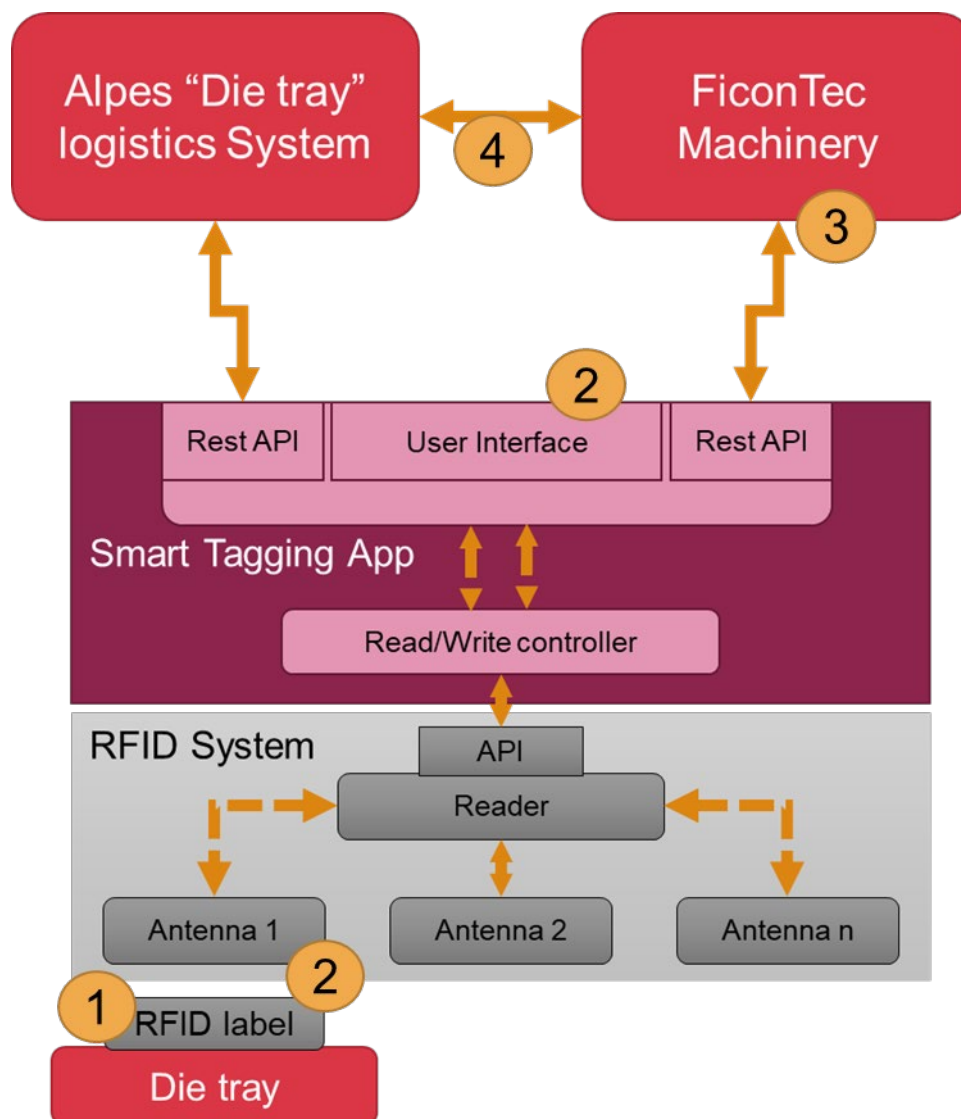 Alpes “Die tray”
logistics System
FiconTec
Machinery
4
3
2
Rest API
User Interface
Rest API
Smart Tagging App
Read/Write controller
RFID System
API
Reader
Antenna 1
Antenna 2
Antenna n
2
1
RFID label
Die tray